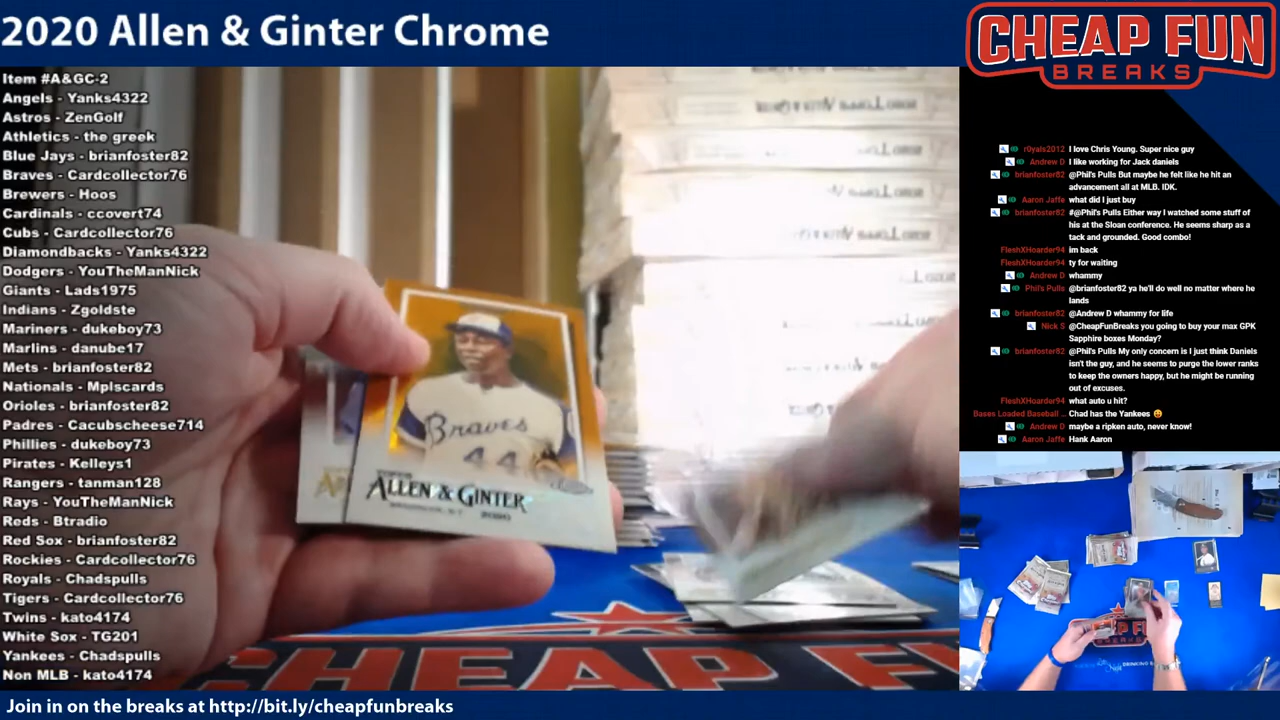 2020 Allen & Ginter Chrome
CHEAP FUN
BREAKS
Item #A&GC-2
Angels - Yanks4322
Astros - ZenGolf
Athletics - the greek
Blue Jays - brianfoster82
Braves - Cardcollector76
Brewers - Hoos
Cardinals - ccovert74
Cubs - Cardcollector76
Diamondbacks - Yanks4322
Dodgers - YouTheManNick
Giants - Lads1975
Indians - Zgoldste
Mariners - dukeboy73
Marlins - danube17
Mets - brianfoster82
Nationals - Mplscards
Orioles - brianfoster82
Padres - Cacubscheese714
Phillies - dukeboy73
Pirates - Kelleys1
Rangers - tanman128
Rays - YouTheManNick
Reds - Btradio
Red Sox - brianfoster82
Rockies - Cardcollector76
Royals - Chadspulls
Tigers - Cardcollector76
Twins - kato4174
White Sox - TG201
Yankees - Chadspulls
Non MLB - kato4174
Braves
44
TOPPS
ALLEN & GINTER
2020
CHEAP F
r0yals2012 I love Chris Young. Super nice guy
Andrew D I like working for Jack daniels
brianfoster82 @Phil's Pulls But maybe he felt like he hit an
advancement all at MLB. IDK.
Aaron Jaffe what did I just buy
brianfoster82 #@Phil's Pulls Either way I watched some stuff of
his at the Sloan conference. He seems sharp as a
tack and grounded. Good combo!
FleshXHoarder94 im back
FleshXHoarder94 ty for waiting
Andrew D whammy
Phil's Pulls @brianfoster82 ya he'll do well no matter where he
lands
brianfoster82 @Andrew D whammy for life
Nick S @CheapFunBreaks you going to buy your max GPK
Sapphire boxes Monday?
brianfoster82 @Phil's Pulls My only concern is I just think Daniels
isn't the guy, and he seems to purge the lower ranks
to keep the owners happy, but he might be running
out of excuses.
FleshXHoarder94 what auto u hit?
Bases Loaded Baseball ... Chad has the Yankees 😀
Andrew D maybe a ripken auto, never know!
Aaron Jaffe Hank Aaron
CHEAP FUN
BREAKS
Join in on the breaks at http://bit.ly/cheapfunbreaks